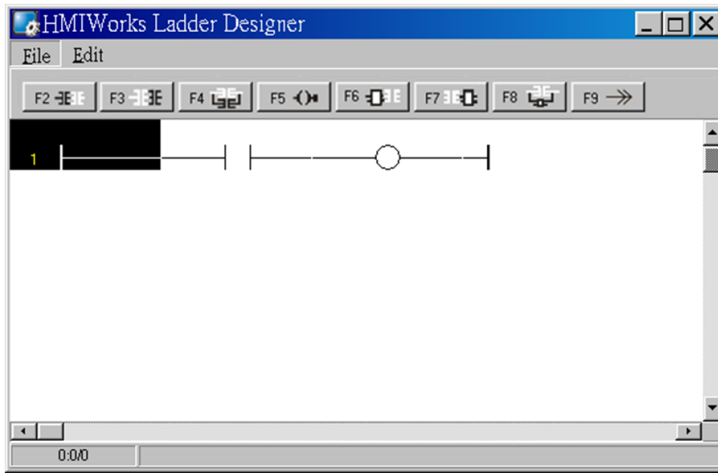 HMIWorks Ladder Designer
File Edit
F2 F3 F4 F5 F6 F7 F8 F9
1
0:0/0